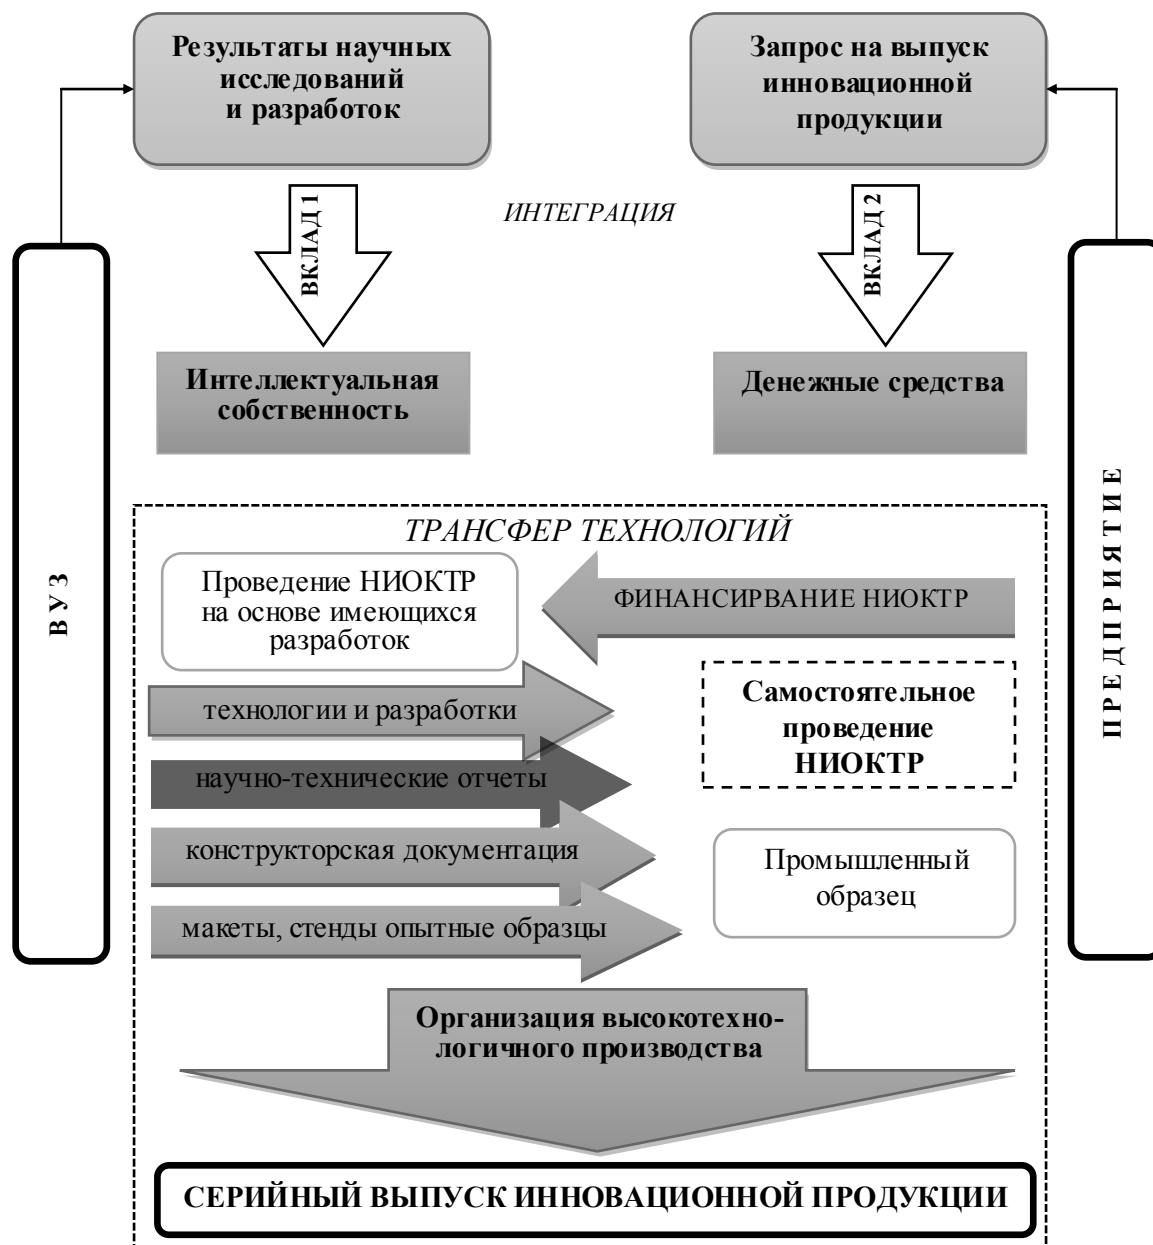 Результаты научных
исследований
и разработок
Запрос на выпуск
инновационной
продукции
ВКЛАД 1
ИНТЕГРАЦИЯ
ВКЛАД 2
Интеллектуальная
собственность
Денежные средства
ВУЗ
ПРЕДПРИЯТИЕ
ТРАНСФЕР ТЕХНОЛОГИЙ
Проведение НИОКТР
на основе имеющихся
разработок
ФИНАНСИРВАНИЕ НИОКТР
технологии и разработки
Самостоятельное
проведение
НИОКТР
научно-технические отчеты
конструкторская документация
Промышленный
образец
макеты, стенды опытные образцы
Организация высокотехно-
логичного производства
СЕРИЙНЫЙ ВЫПУСК ИННОВАЦИОННОЙ ПРОДУКЦИИ